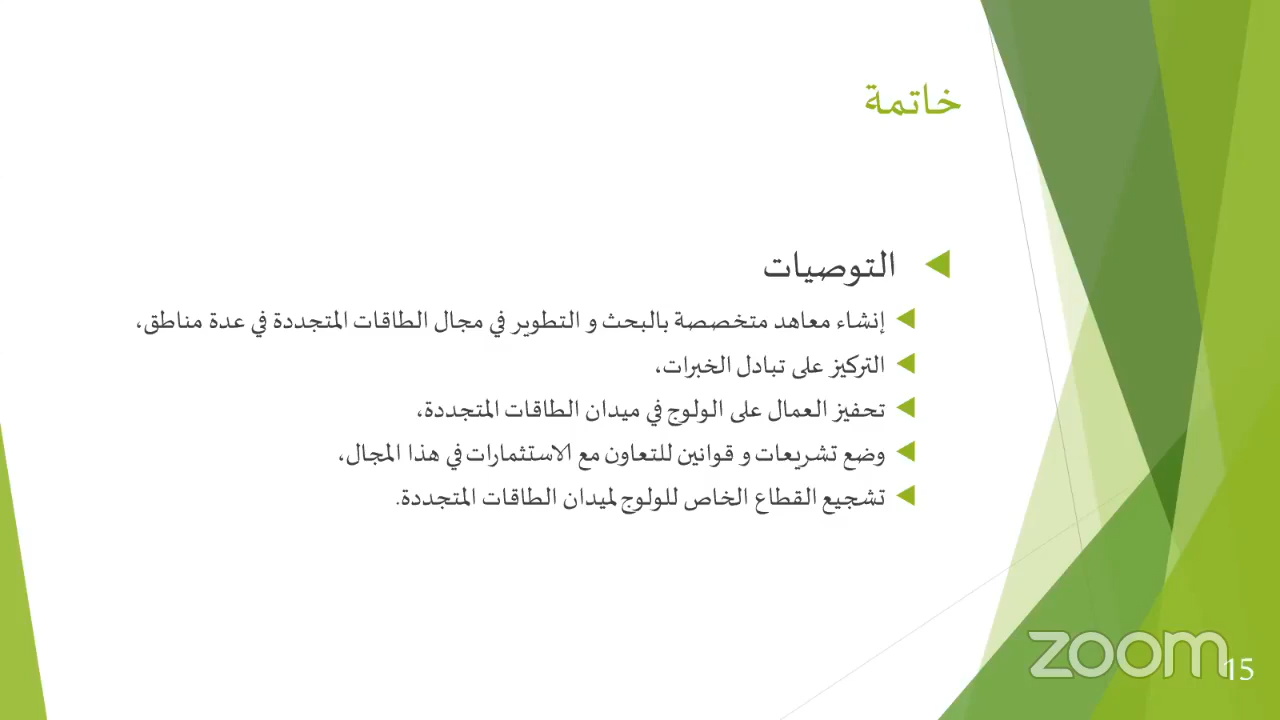 خاتمة
التوصيات
إنشاء معاهد متخصصة بالبحث و التطوير في مجال الطاقات المتجددة في عدة مناطق،
التركيز على تبادل الخبرات،
تحفيز العمال على الولوج في ميدان الطاقات المتجددة،
وضع تشريعات و قوانين للتعاون مع الاستثمارات في هذا المجال،
تشجيع القطاع الخاص للولوج لميدان الطاقات المتجددة.
zoom
15